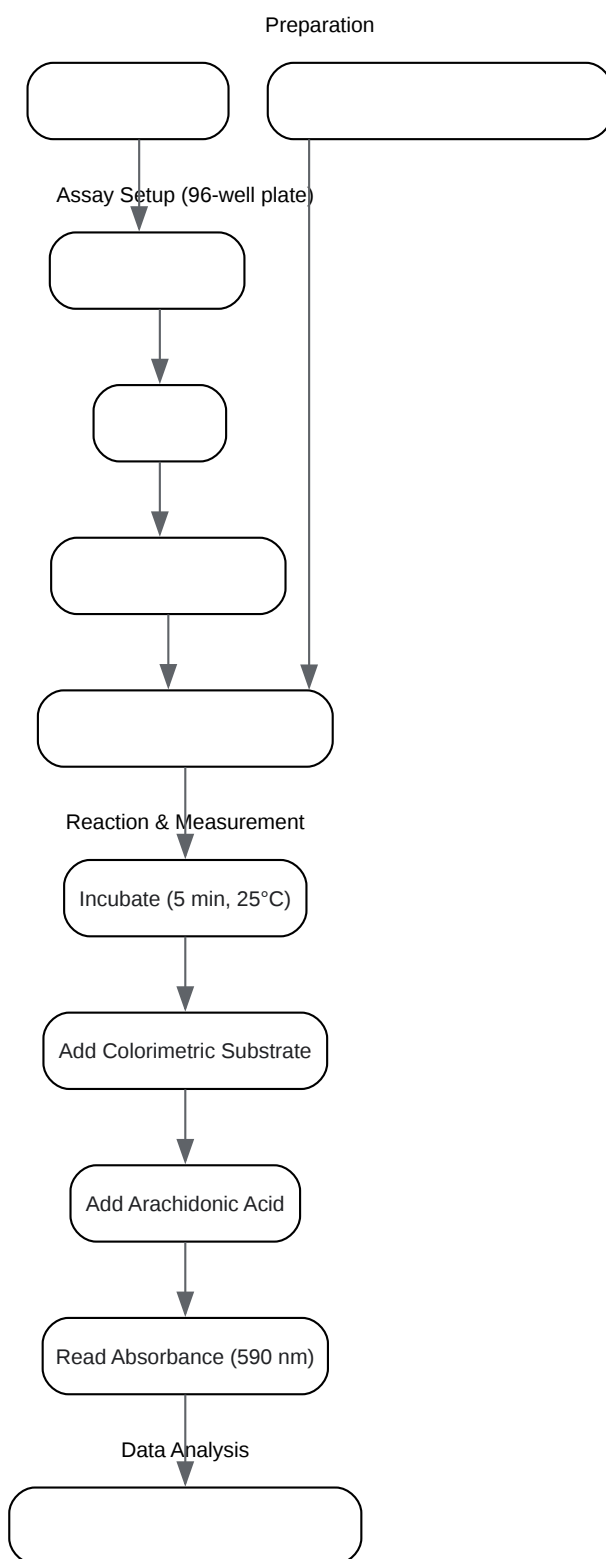 Preparation
Assay Setup (96-well plate)
Reaction & Measurement
Incubate (5 min, 25°C)
Add Colorimetric Substrate
Add Arachidonic Acid
Read Absorbance (590 nm)
Data Analysis